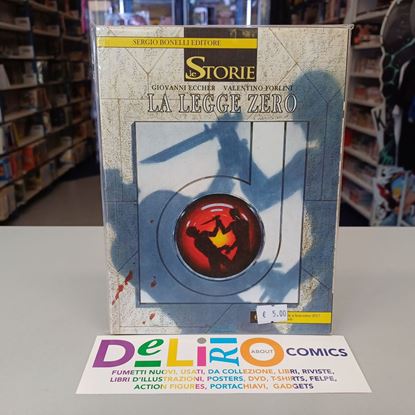 SERGIO BONELLI EDITORE
le STORIE
GIOVANNI ECCHER VALENTINO FORLINI
LA LEGGE ZERO
€ 5,00
DELIRIO ABOUT COMICS
FUMETTI NUOVI, USATI, DA COLLEZIONE, LIBRI, RIVISTE,
LIBRI D'ILLUSTRAZIONI, POSTERS, DVD, T-SHIRTS, FELPE,
ACTION FIGURES, PORTACHIAVI, GADGETS